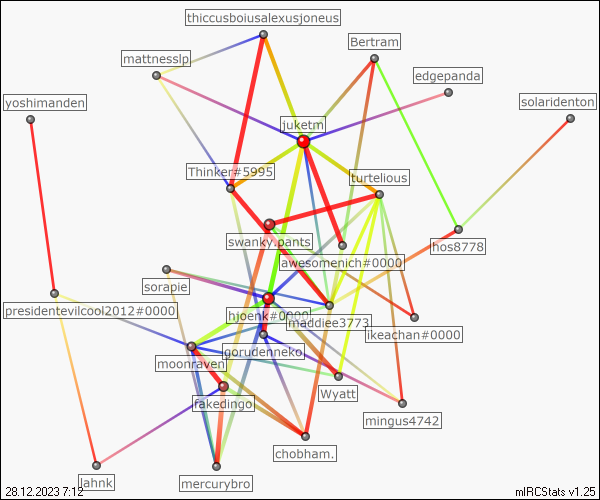 thiccusboiusalexusjoneus
Bertram
mattnesslp
edgepanda
yoshimanden
solaridenton
juketm
Thinker#5995
turtelious
swanky.pants
hos8778
awesomenich#0000
sorapie
presidentevilcool2012#0000
hjoenk#0000
maddiee3773
ikeachan#0000
moonraven
gorudenneko
Wyatt
fakedingo
mingus4742
chobham.
lahnk
mercurybro
28.12.2023 7:12
mIRCStats v1.25